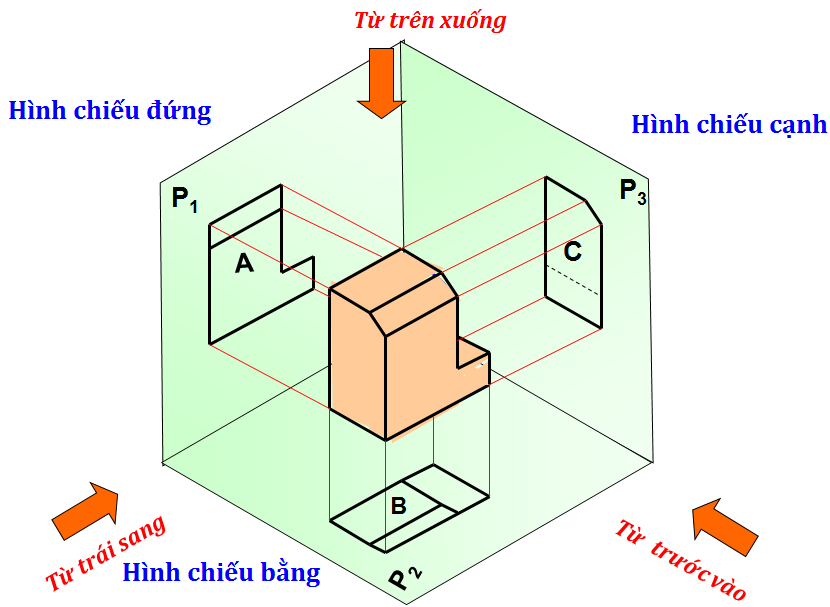 Từ trên xuống
Hình chiếu đứng
Hình chiếu cạnh
P1
P3
A
C
B
Từ trái sang
Từ trước vào
Hình chiếu bằng
P2